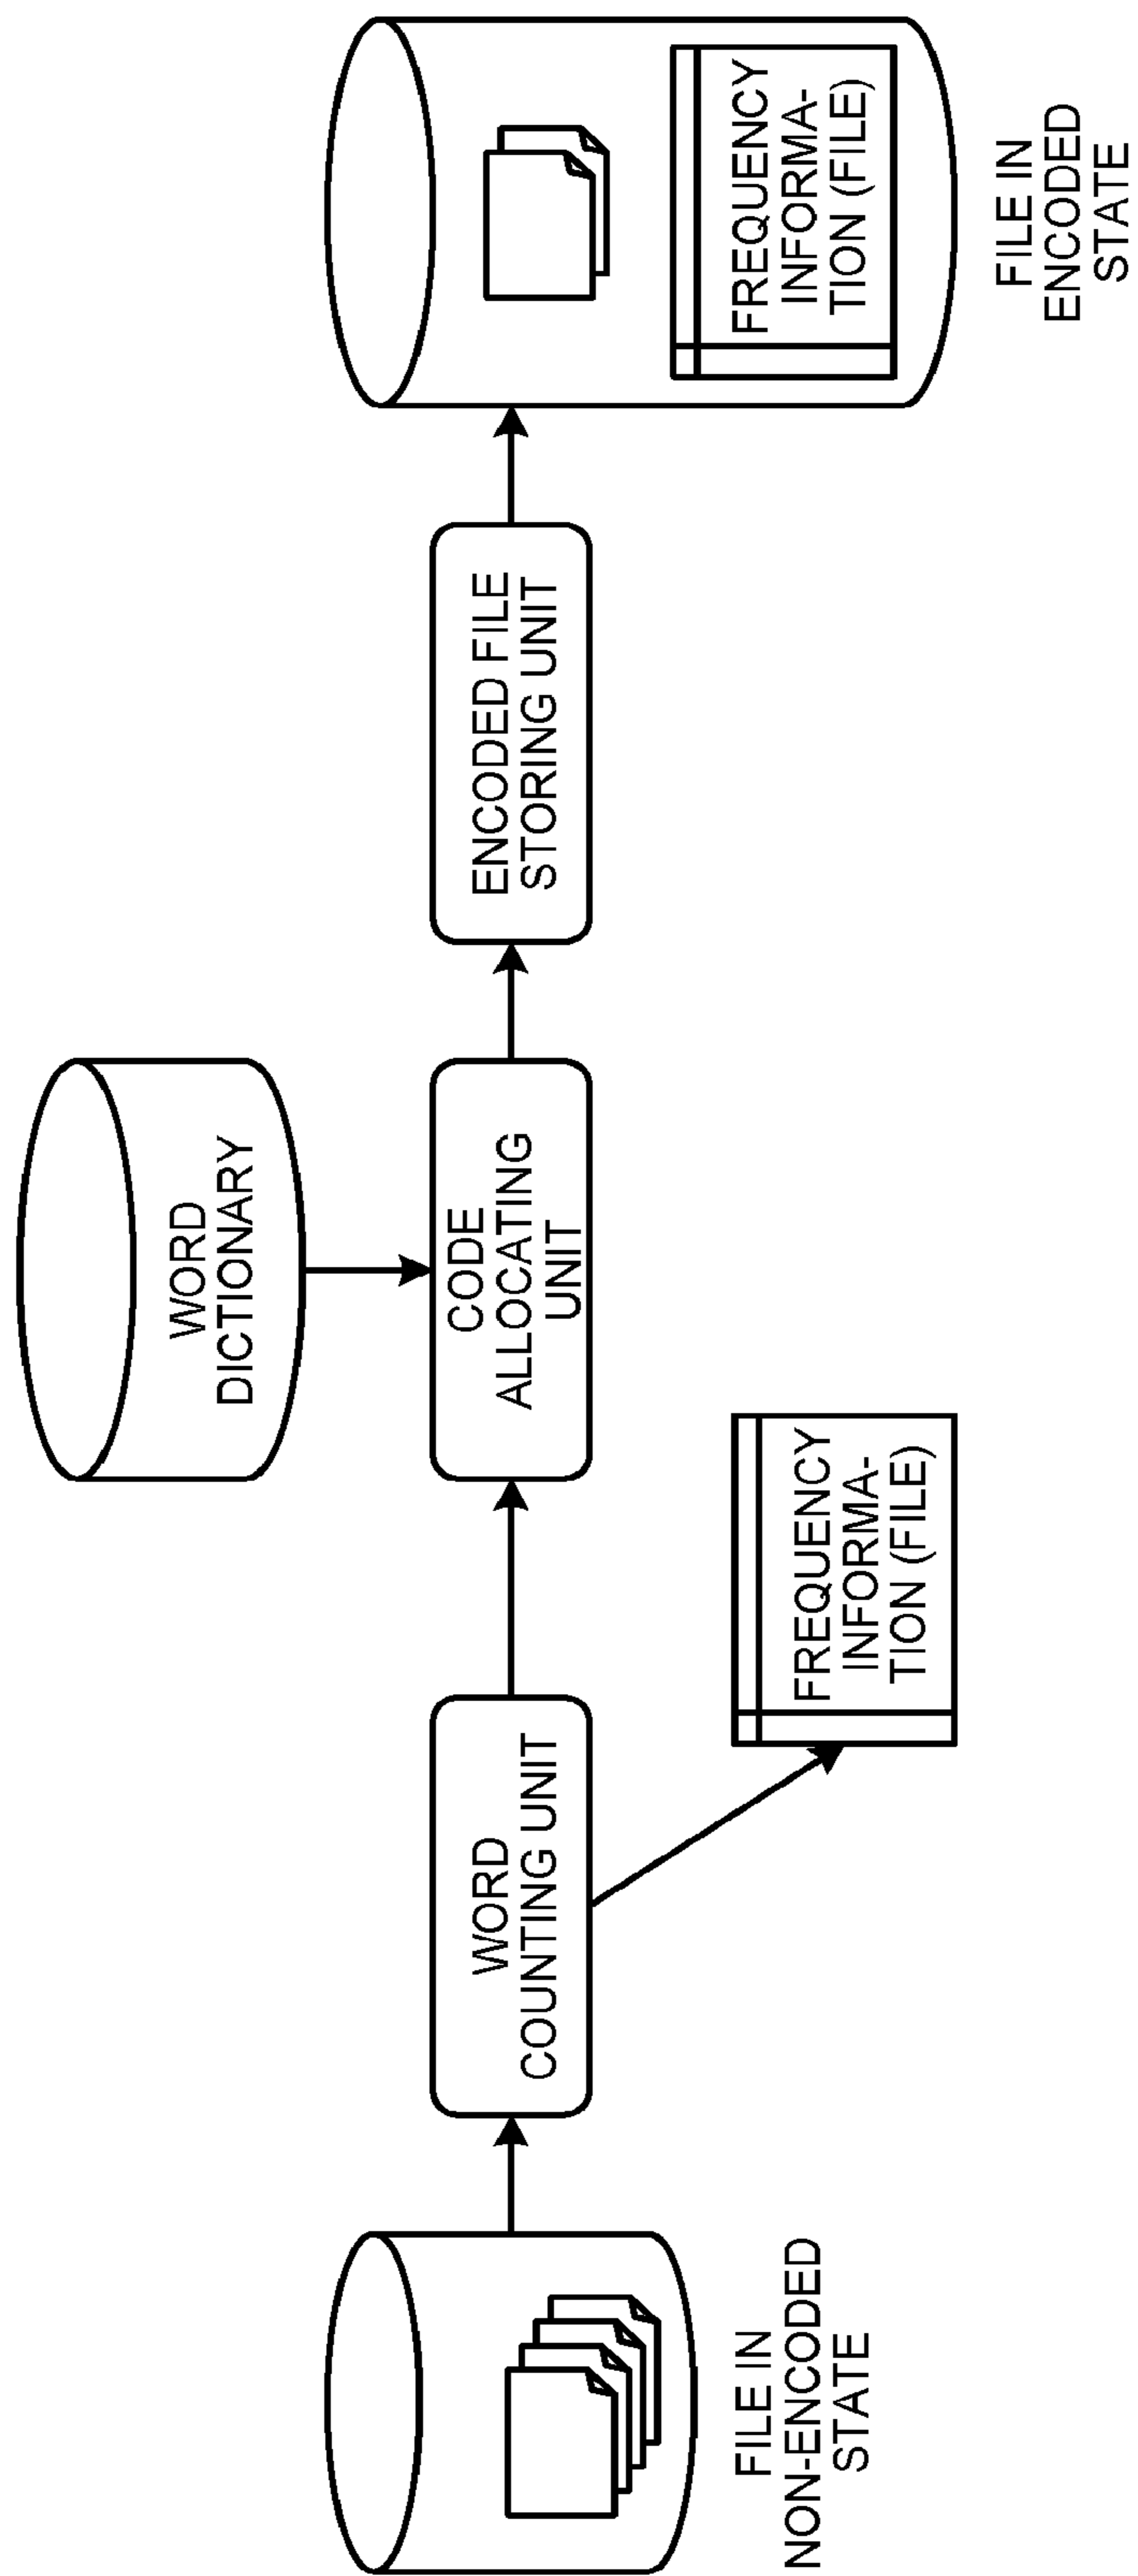 WORD
DICTIONARY
FILE IN
NON-ENCODED
STATE
WORD
COUNTING UNIT
FREQUENCY
INFORMA-
TION (FILE)
CODE
ALLOCATING
UNIT
ENCODED FILE
STORING UNIT
FREQUENCY
INFORMA-
TION (FILE)
FILE IN
ENCODED
STATE